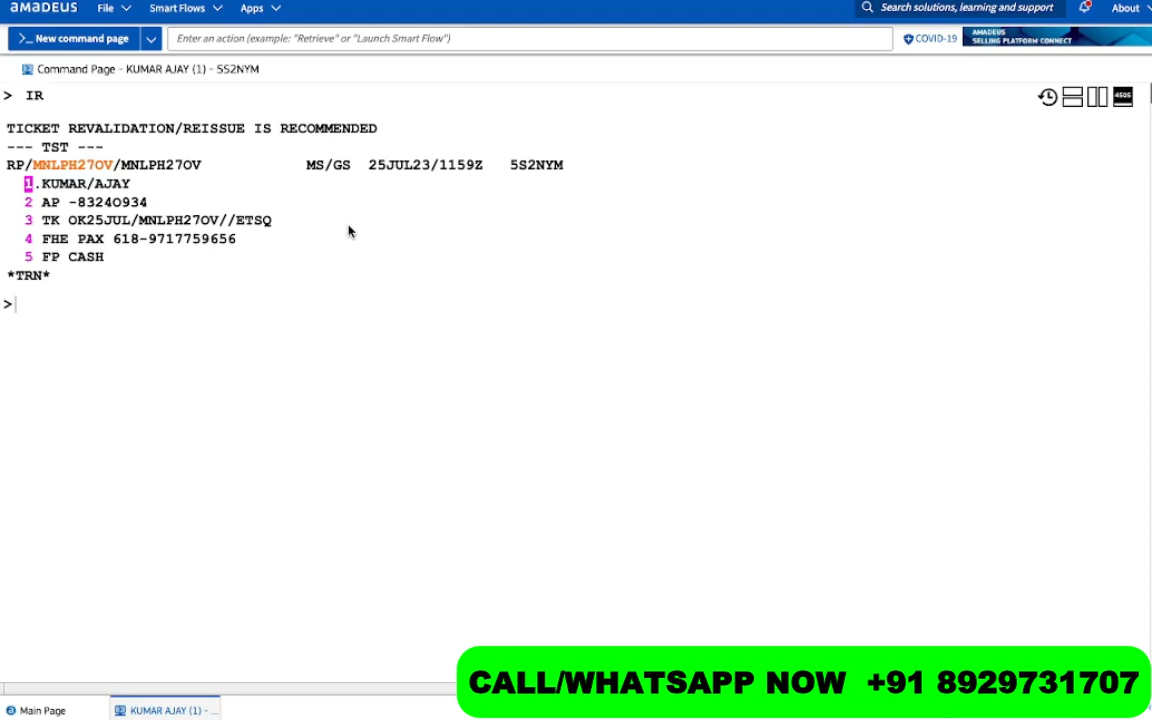 amadeus File Smart Flows Apps Search solutions, learning and support About
>_ New command page Enter an action (example: "Retrieve" or "Launch Smart Flow") COVID-19 AMADEUS
SELLING PLATFORM CONNECT
Command Page - KUMAR AJAY (1) - 5S2NYM
> IR
TICKET REVALIDATION/REISSUE IS RECOMMENDED
--- TST ---
RP/MNLPH27OV/MNLPH27OV MS/GS 25JUL23/1159Z 5S2NYM
1.KUMAR/AJAY
2 AP -83240934
3 TK OK25JUL/MNLPH27OV//ETSQ
4 FHE PAX 618-9717759656
5 FP CASH
*TRN*
>
CALL/WHATSAPP NOW +91 8929731707
Main Page KUMAR AJAY (1) - ...